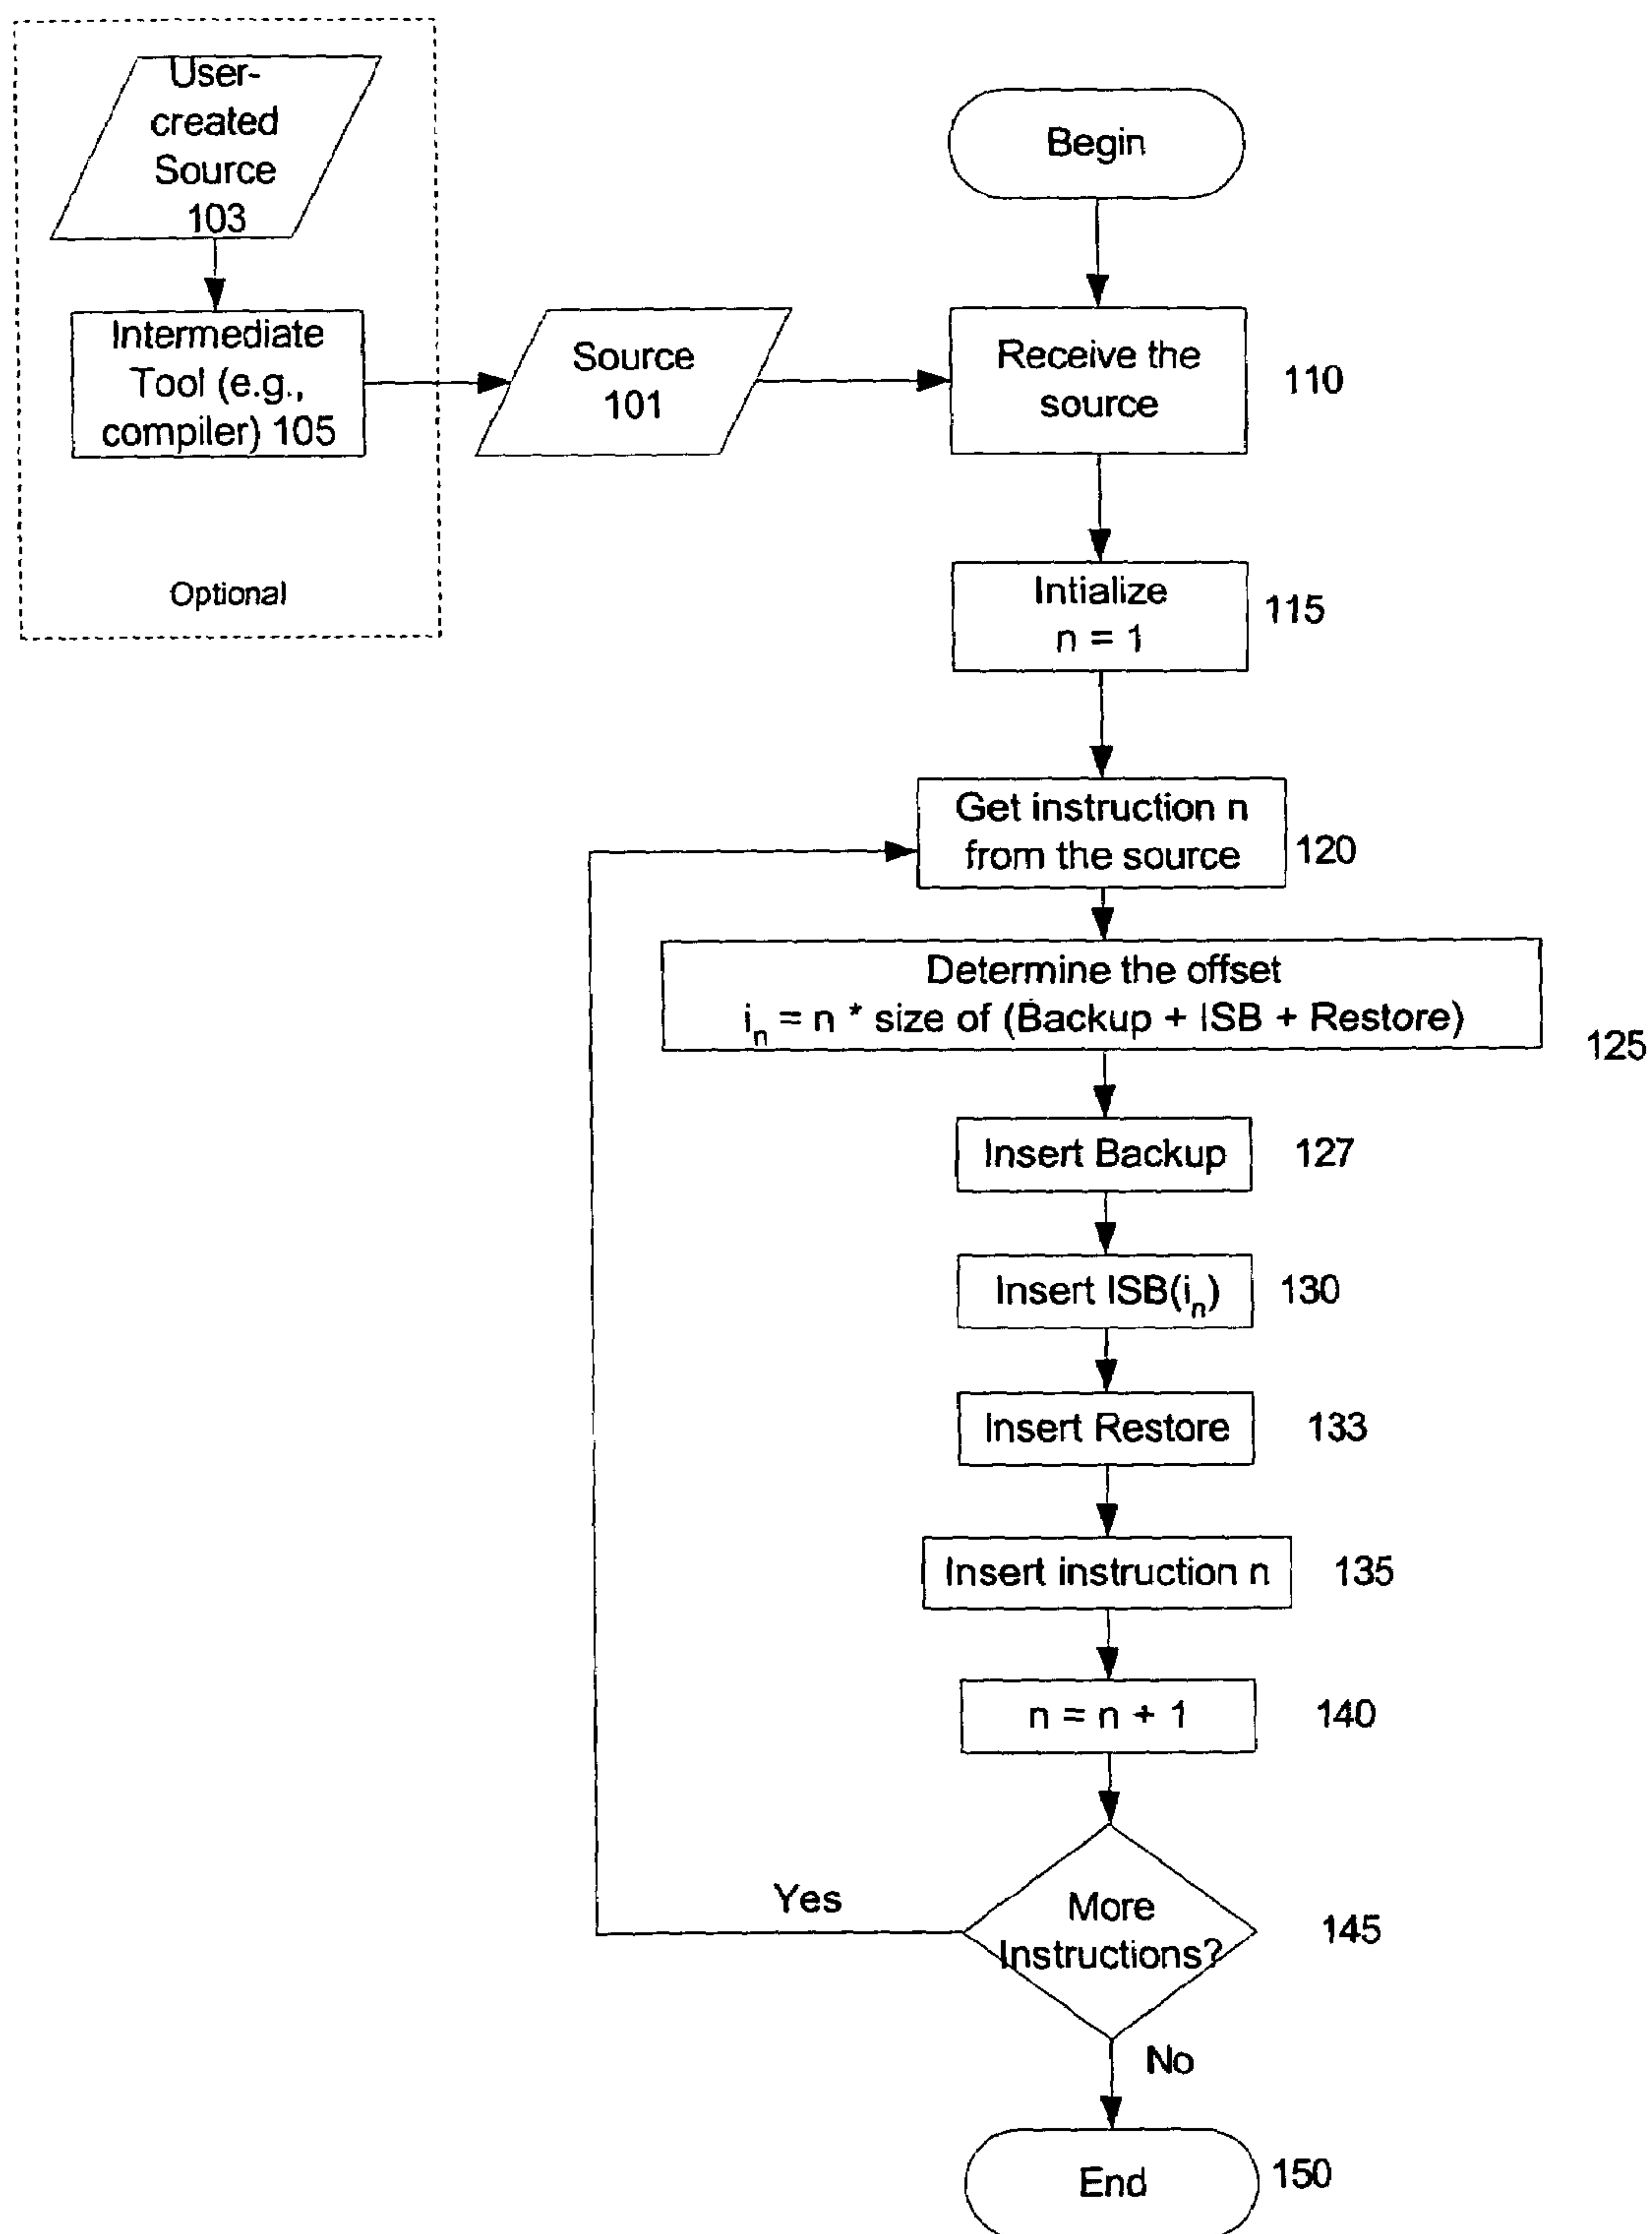 User-
created
Source
103
Intermediate
Tool (e.g.,
compiler) 105
Optional
Source
101
Begin
Receive the
source
110
Intialize
n = 1
115
Get instruction n
from the source
120
Determine the offset
iₙ = n * size of (Backup + ISB + Restore)
125
Insert Backup
127
Insert ISB(iₙ)
130
Insert Restore
133
Insert instruction n
135
n = n + 1
140
More
Instructions?
145
Yes
No
End
150